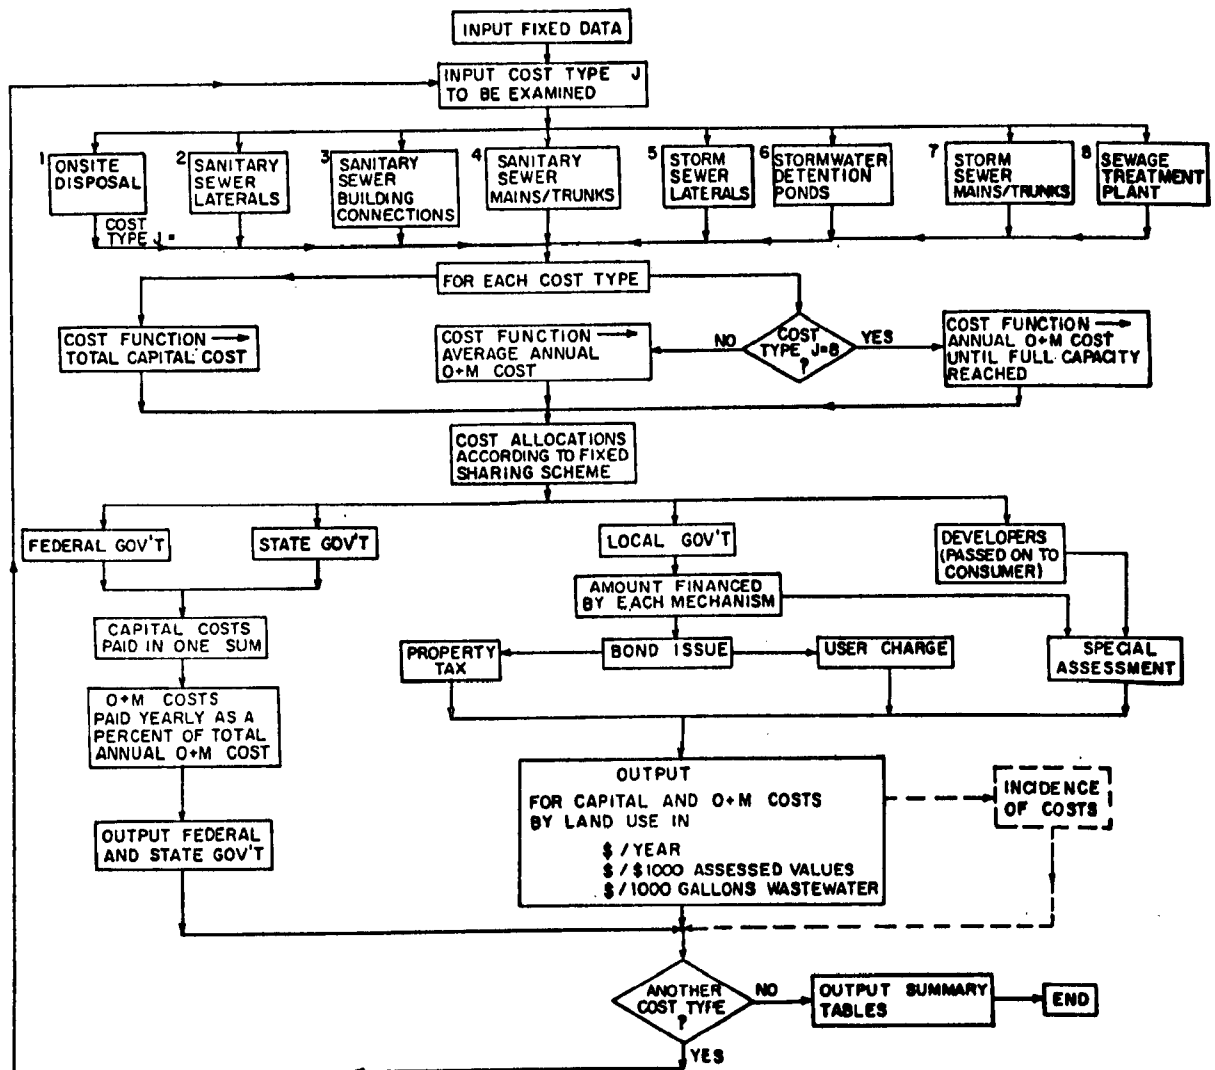 INPUT FIXED DATA
INPUT COST TYPE J
TO BE EXAMINED
1
ONSITE
DISPOSAL
2
SANITARY
SEWER
LATERALS
3
SANITARY
SEWER
BUILDING
CONNECTIONS
4
SANITARY
SEWER
MAINS/TRUNKS
5
STORM
SEWER
LATERALS
6
STORMWATER
DETENTION
PONDS
7
STORM
SEWER
MAINS/TRUNKS
8
SEWAGE
TREATMENT
PLANT
COST
TYPE J =
FOR EACH COST TYPE
COST FUNCTION →
TOTAL CAPITAL COST
COST FUNCTION →
AVERAGE ANNUAL
O+M COST
NO
COST
TYPE J=8
?
YES
COST FUNCTION →
ANNUAL O+M COST
UNTIL FULL CAPACITY
REACHED
COST ALLOCATIONS
ACCORDING TO FIXED
SHARING SCHEME
FEDERAL GOV'T
STATE GOV'T
LOCAL GOV'T
DEVELOPERS
(PASSED ON TO
CONSUMER)
AMOUNT FINANCED
BY EACH MECHANISM
CAPITAL COSTS
PAID IN ONE SUM
PROPERTY
TAX
BOND ISSUE
USER CHARGE
SPECIAL
ASSESSMENT
O+M COSTS
PAID YEARLY AS A
PERCENT OF TOTAL
ANNUAL O+M COST
OUTPUT
FOR CAPITAL AND O+M COSTS
BY LAND USE IN
$ / YEAR
$ / $1000 ASSESSED VALUES
$ / 1000 GALLONS WASTEWATER
INCIDENCE
OF COSTS
OUTPUT FEDERAL
AND STATE GOV'T
ANOTHER
COST TYPE
?
NO
OUTPUT SUMMARY
TABLES
END
YES